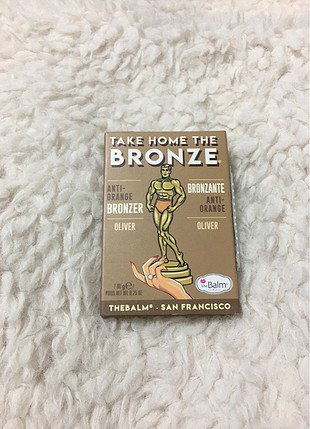 TAKE HOME THE
BRONZE
ANTI-
ORANGE
BRONZER
OLIVER
BRONZANTE
ANTI-
ORANGE
OLIVER
theBalm
THEBALM® · SAN FRANCISCO